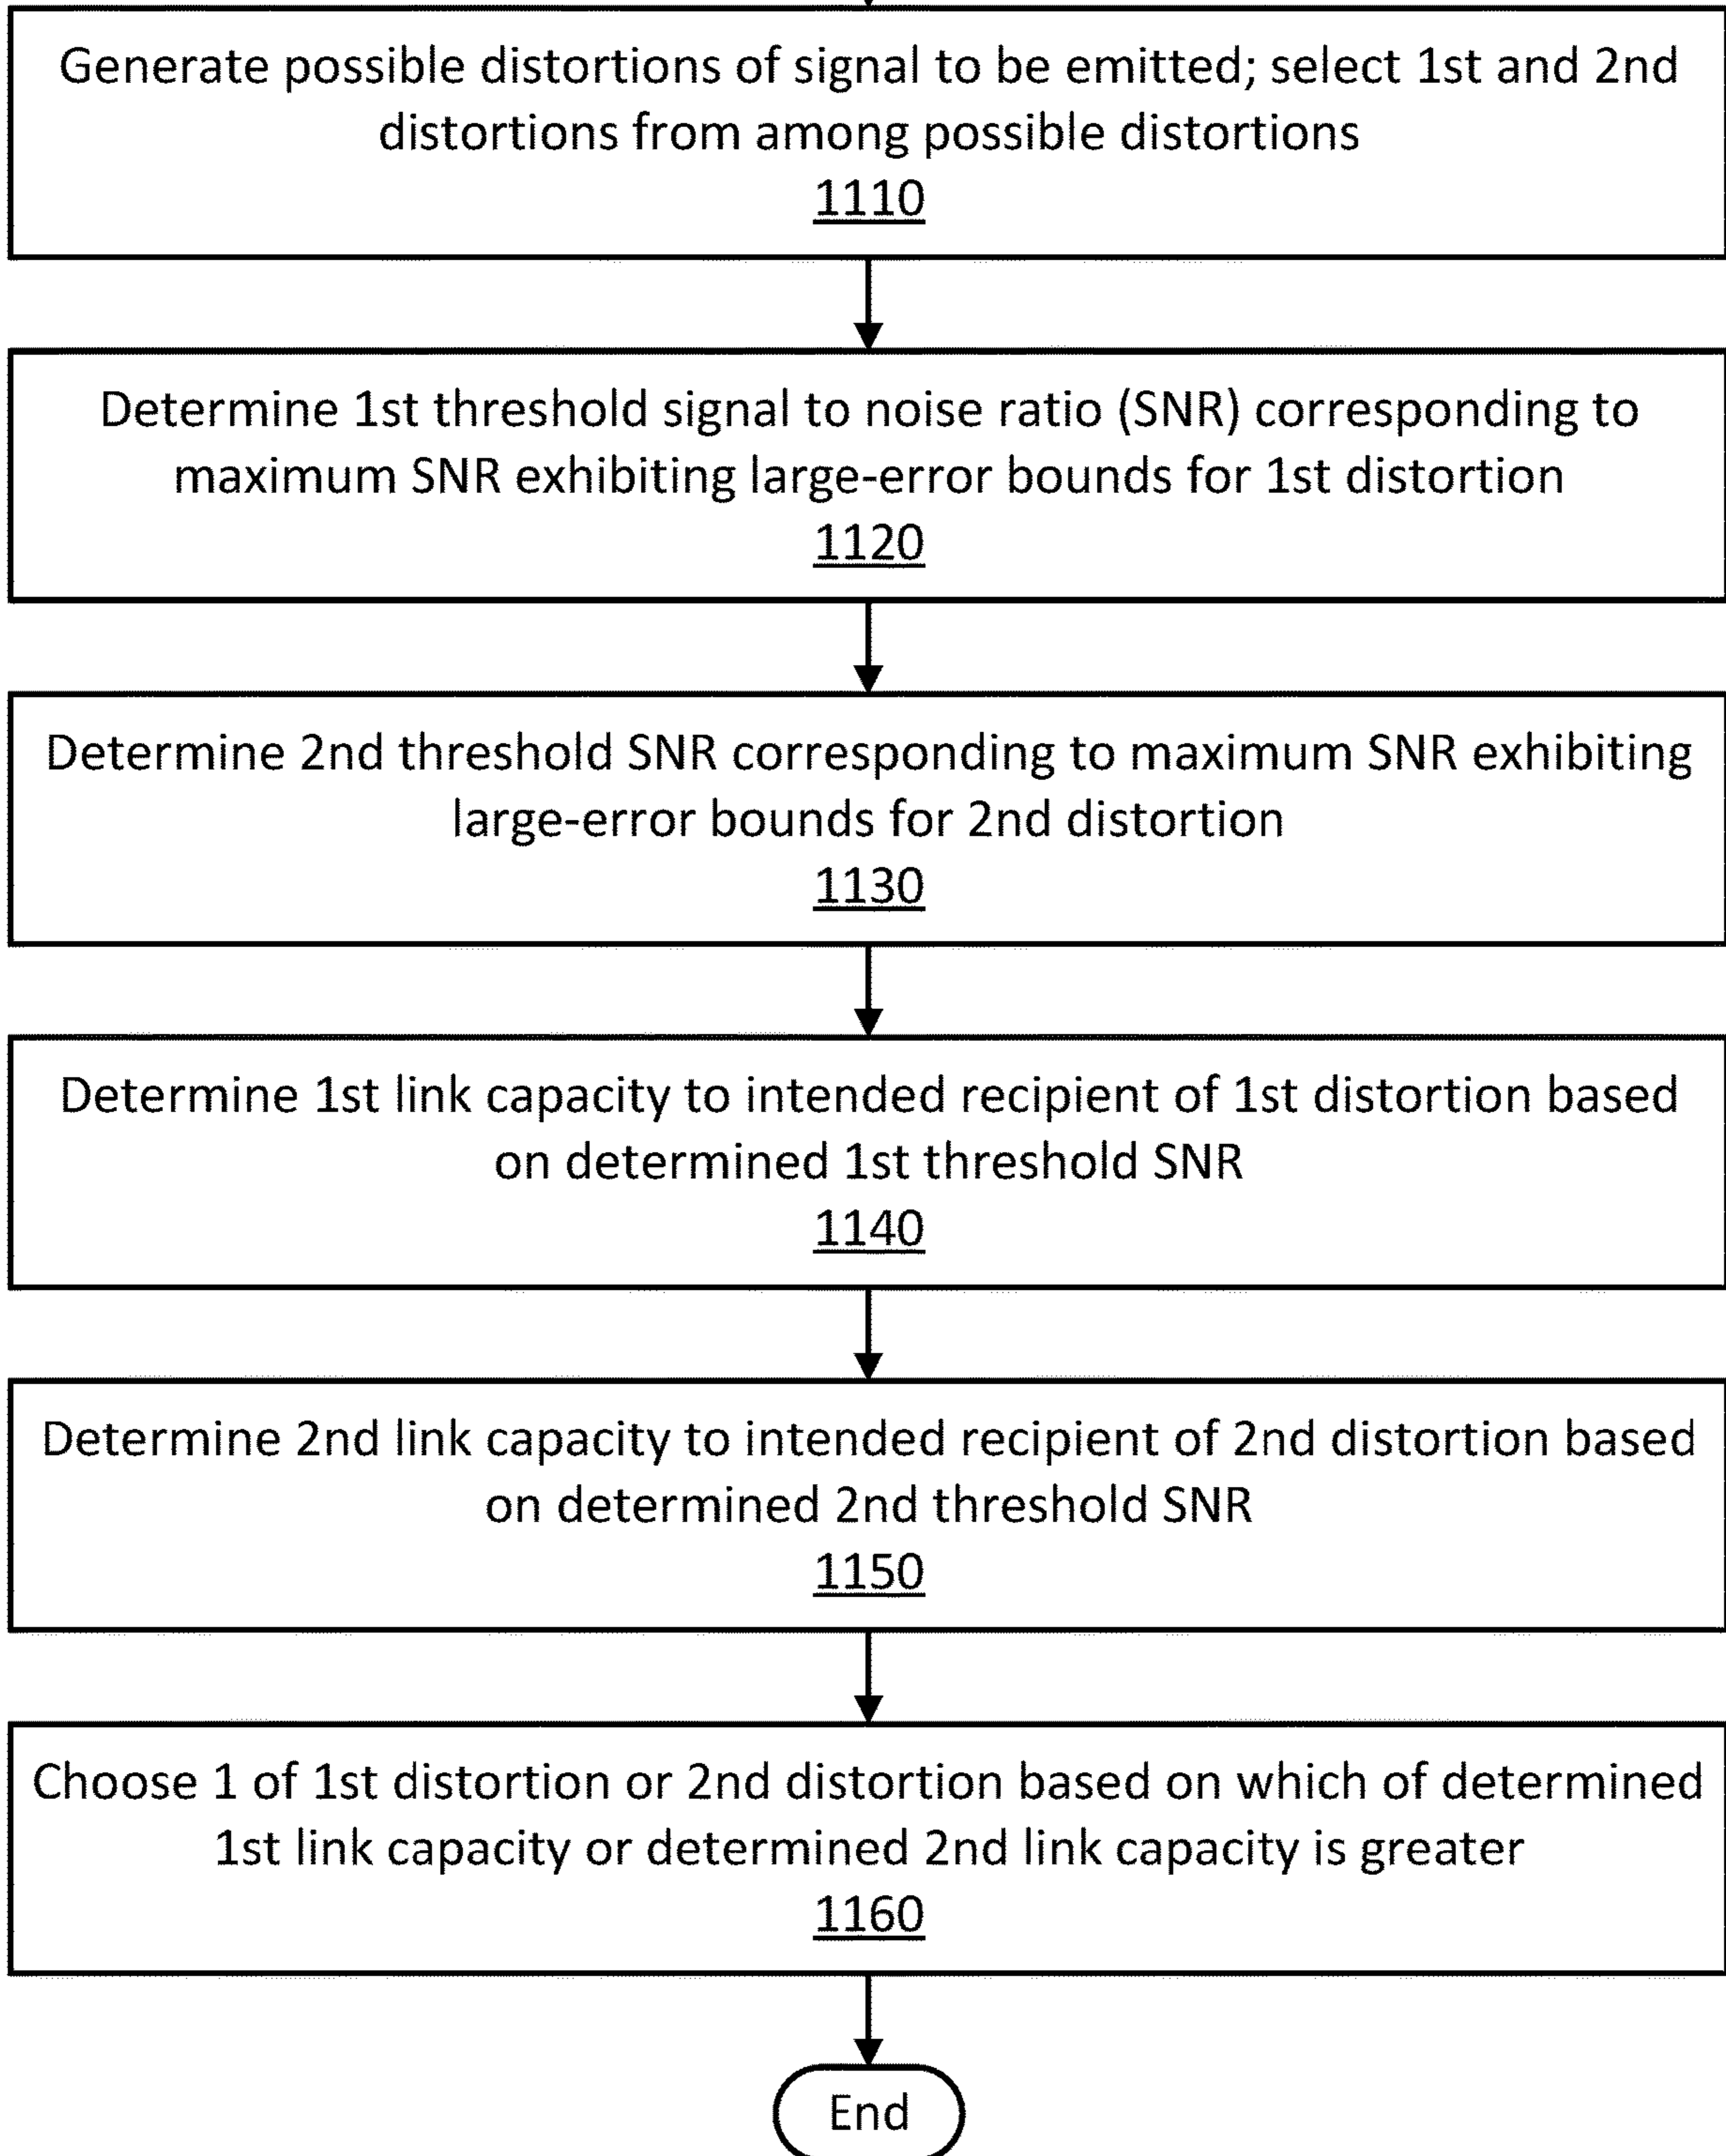 Generate possible distortions of signal to be emitted; select 1st and 2nd
distortions from among possible distortions
1110
Determine 1st threshold signal to noise ratio (SNR) corresponding to
maximum SNR exhibiting large-error bounds for 1st distortion
1120
Determine 2nd threshold SNR corresponding to maximum SNR exhibiting
large-error bounds for 2nd distortion
1130
Determine 1st link capacity to intended recipient of 1st distortion based
on determined 1st threshold SNR
1140
Determine 2nd link capacity to intended recipient of 2nd distortion based
on determined 2nd threshold SNR
1150
Choose 1 of 1st distortion or 2nd distortion based on which of determined
1st link capacity or determined 2nd link capacity is greater
1160
End